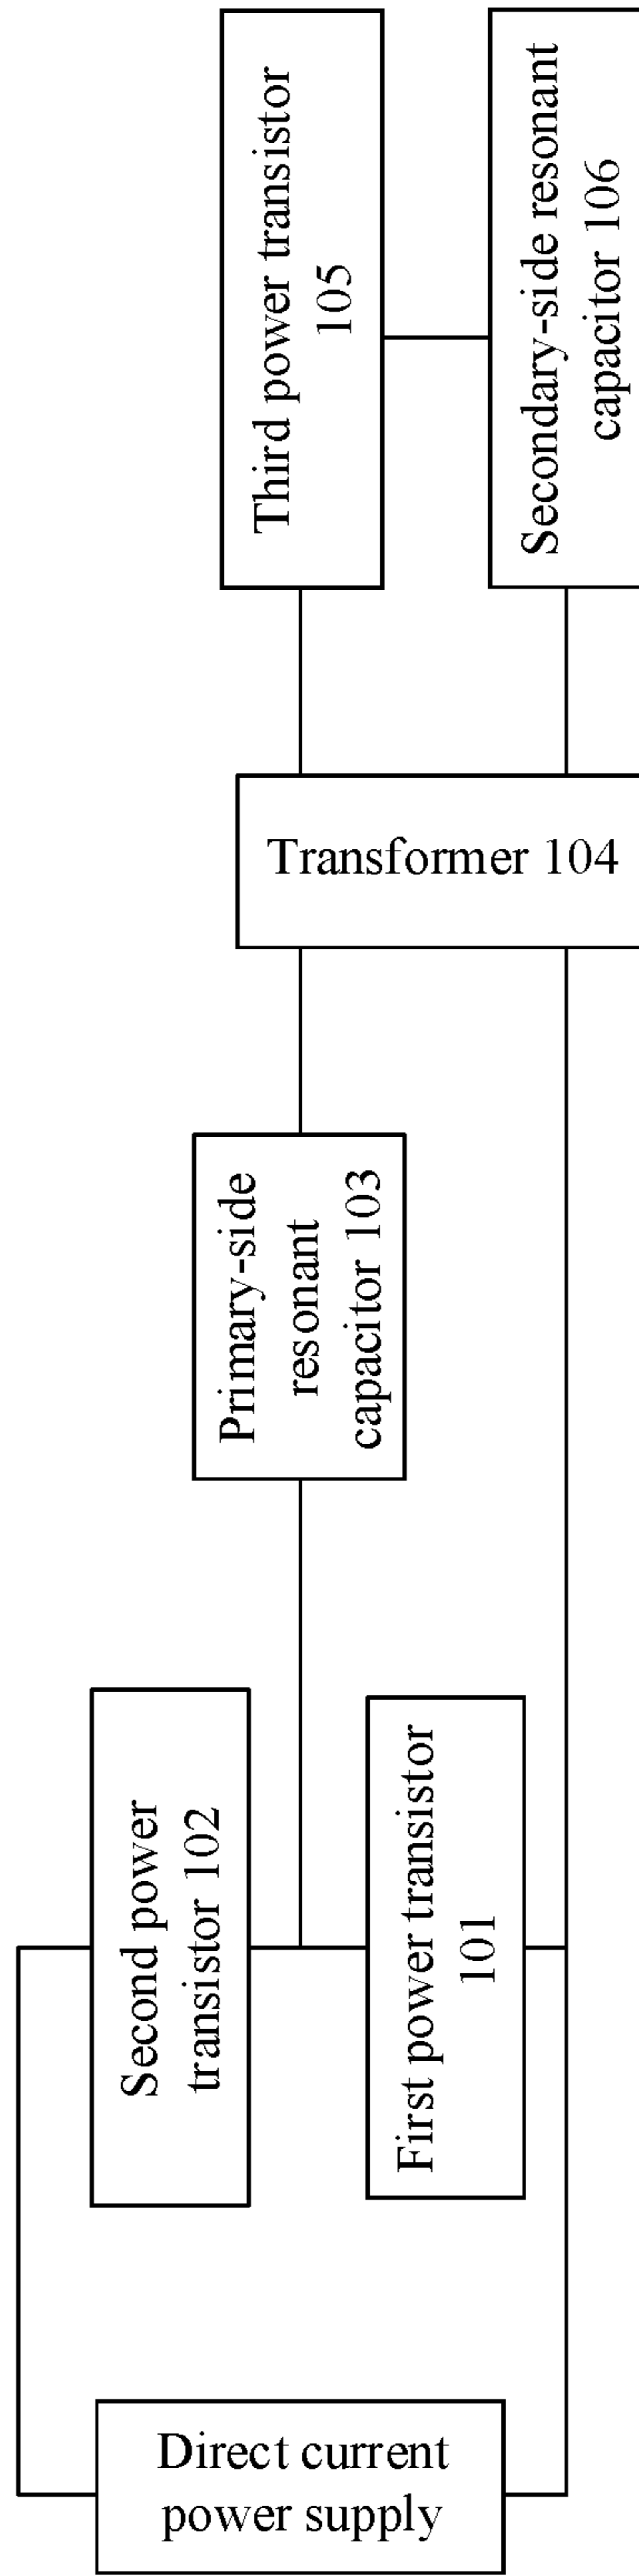 Direct current
power supply
Second power
transistor 102
First power transistor
101
Primary-side
resonant
capacitor 103
Transformer 104
Third power transistor
105
Secondary-side resonant
capacitor 106